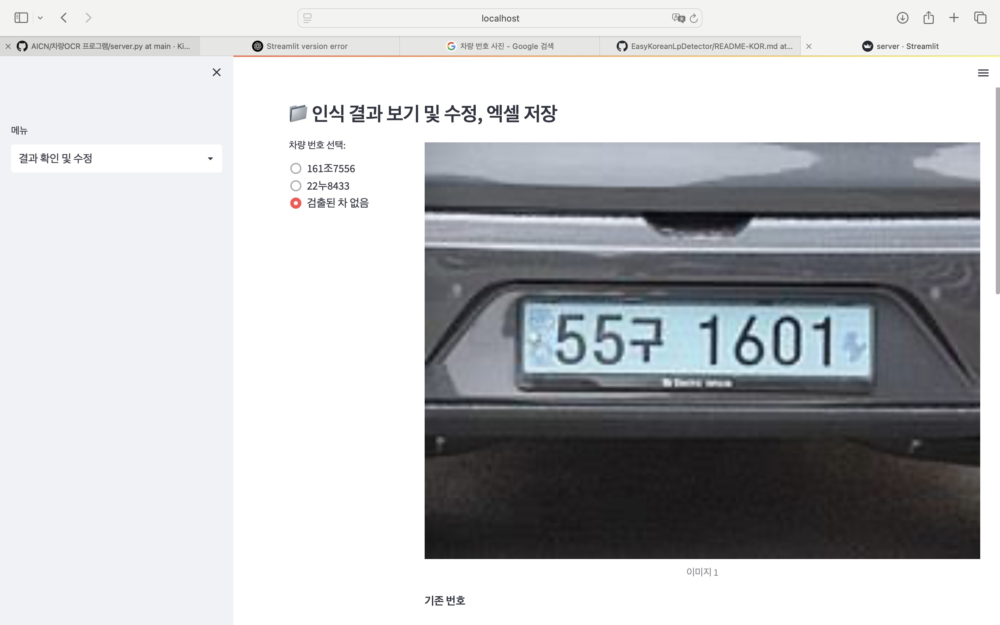 localhost
AICN/차량OCR 프로그램/server.py at main · Ki...
Streamlit version error
차량 번호 사진 - Google 검색
EasyKoreanLpDetector/README-KOR.md at...
server · Streamlit
메뉴
결과 확인 및 수정
인식 결과 보기 및 수정, 엑셀 저장
차량 번호 선택:
161조7556
22누8433
검출된 차 없음
55구 1601
이미지 1
기존 번호